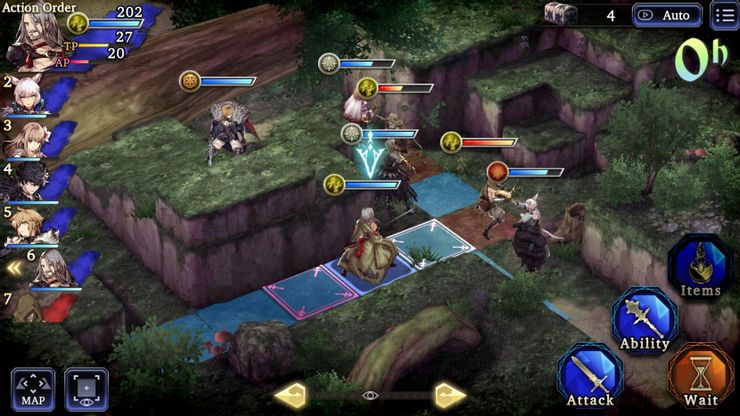 Action Order
202
TP 27
AP 20
2
3
4
5
6
7
4
Auto
0h
Items
Ability
Attack
Wait
MAP